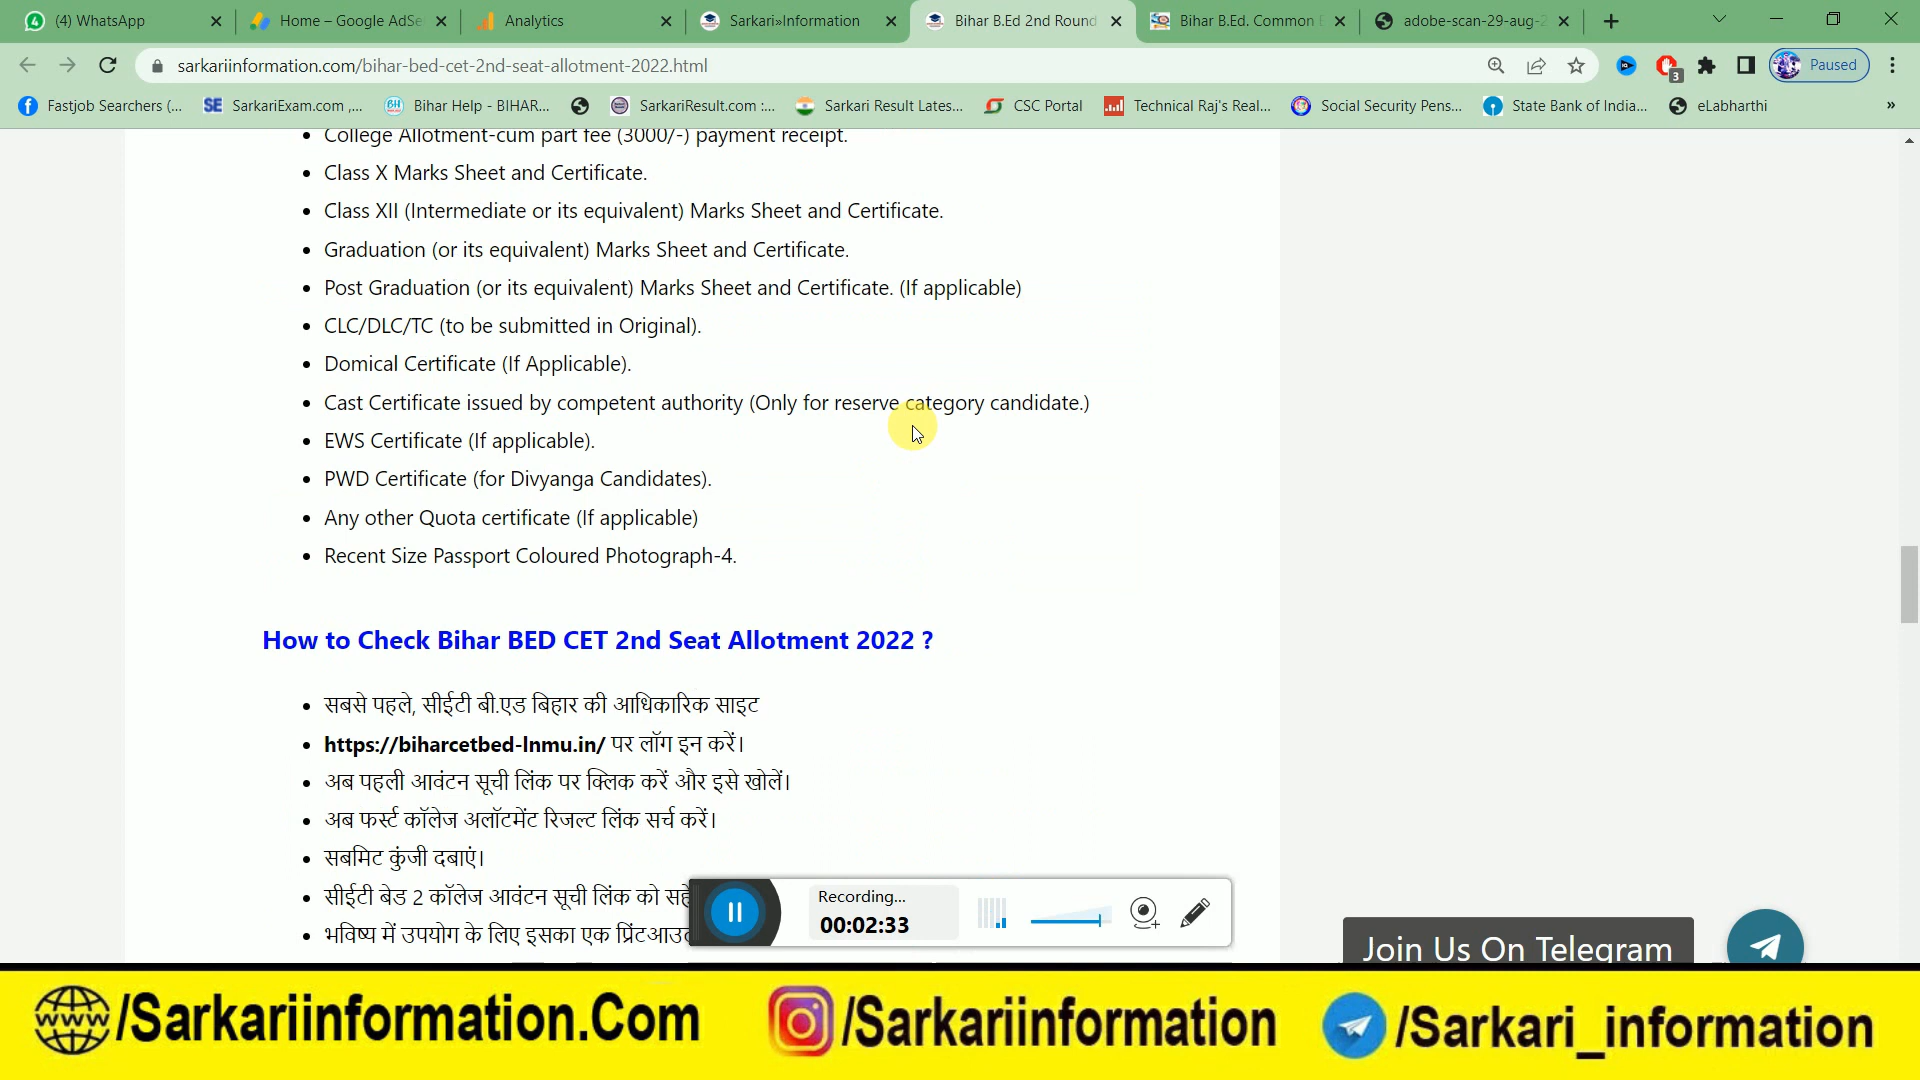 (4) WhatsApp
Home – Google AdSe
Analytics
Sarkari»Information
Bihar B.Ed 2nd Round
Bihar B.Ed. Common E
adobe-scan-29-aug-2
sarkariinformation.com/bihar-bed-cet-2nd-seat-allotment-2022.html
3
Paused
Fastjob Searchers (...
SE SarkariExam.com ,...
BH Bihar Help - BIHAR...
SarkariResult.com :...
Sarkari Result Lates...
CSC Portal
Technical Raj's Real...
Social Security Pens...
State Bank of India...
eLabharthi
»
• College Allotment-cum part fee (3000/-) payment receipt.
• Class X Marks Sheet and Certificate.
• Class XII (Intermediate or its equivalent) Marks Sheet and Certificate.
• Graduation (or its equivalent) Marks Sheet and Certificate.
• Post Graduation (or its equivalent) Marks Sheet and Certificate. (If applicable)
• CLC/DLC/TC (to be submitted in Original).
• Domical Certificate (If Applicable).
• Cast Certificate issued by competent authority (Only for reserve category candidate.)
• EWS Certificate (If applicable).
• PWD Certificate (for Divyanga Candidates).
• Any other Quota certificate (If applicable)
• Recent Size Passport Coloured Photograph-4.
How to Check Bihar BED CET 2nd Seat Allotment 2022 ?
• सबसे पहले, सीईटी बी.एड बिहार की आधिकारिक साइट
• https://biharcetbed-lnmu.in/ पर लॉग इन करें।
• अब पहली आवंटन सूची लिंक पर क्लिक करें और इसे खोलें।
• अब फर्स्ट कॉलेज अलॉटमेंट रिजल्ट लिंक सर्च करें।
• सबमिट कुंजी दबाएं।
• सीईटी बेड 2 कॉलेज आवंटन सूची लिंक को
• भविष्य में उपयोग के लिए इसका एक
Recording...
00:02:33
Join Us On Telegram
www /Sarkariinformation.Com
/Sarkariinformation
/Sarkari_information